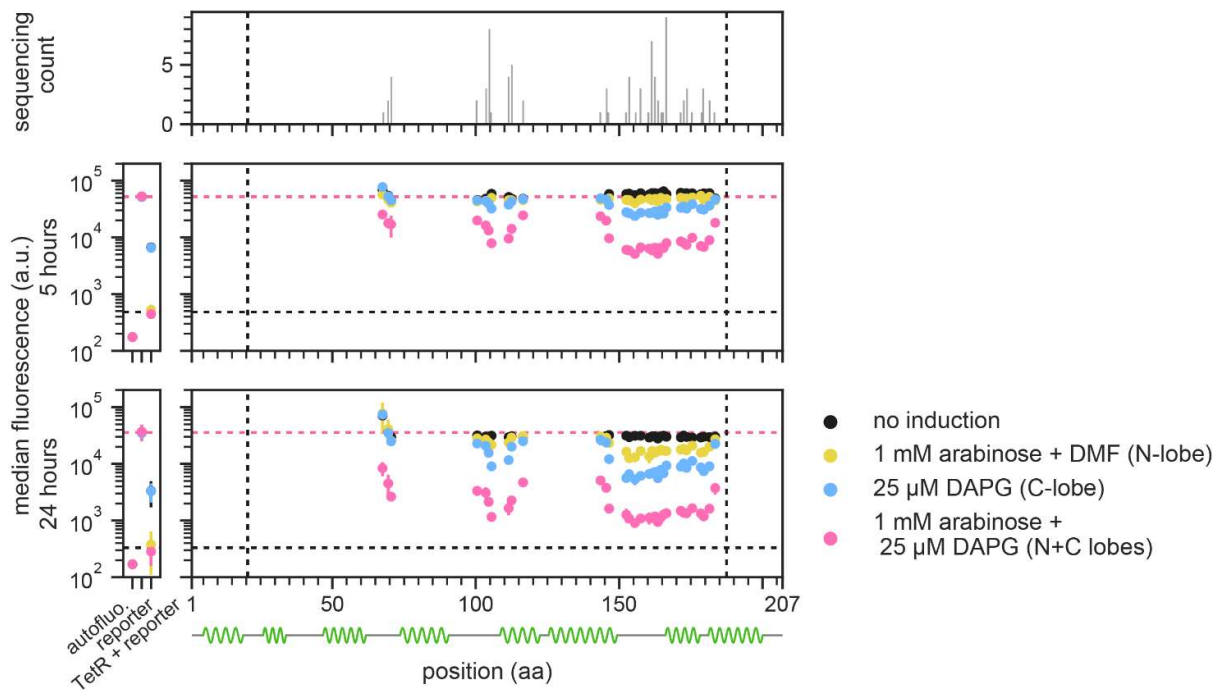 sequencing
count
5
0
median fluorescence (a.u.)
5 hours
10^5
10^4
10^3
10^2
24 hours
10^5
10^4
10^3
10^2
no induction
1 mM arabinose + DMF (N-lobe)
25 µM DAPG (C-lobe)
1 mM arabinose +
25 µM DAPG (N+C lobes)
autofluo.
reporter
TetR + reporter
1 50 100 150 207
position (aa)